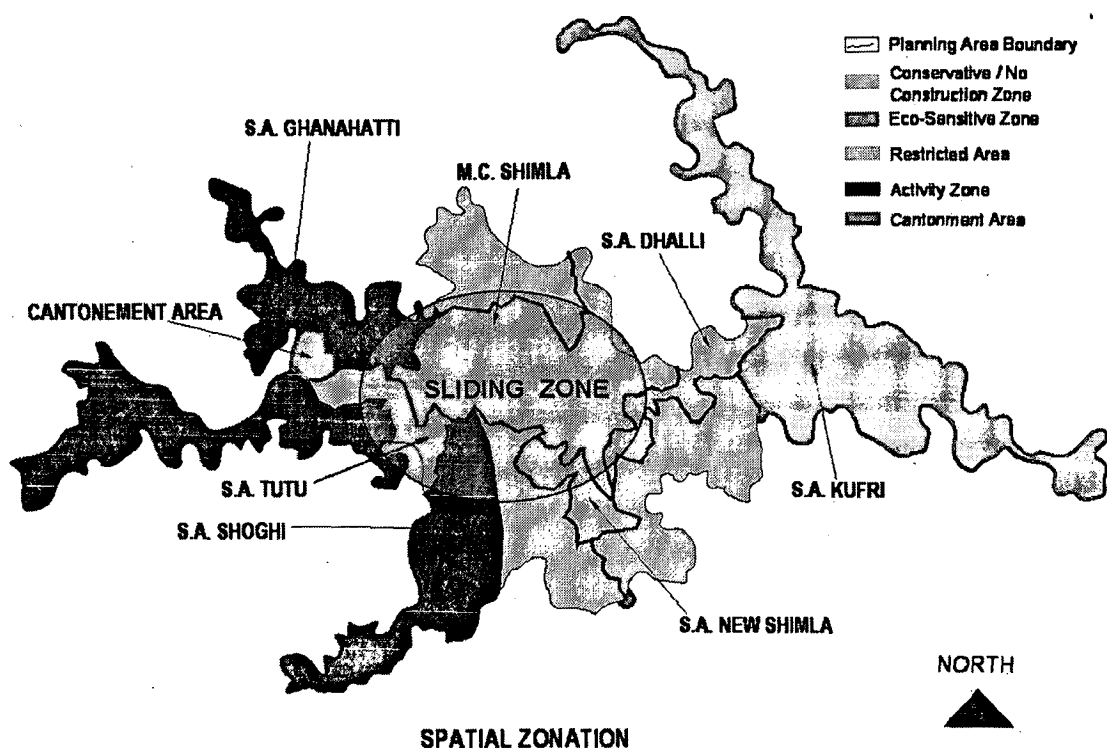 Planning Area Boundary
Conservative / No
Construction Zone
Eco-Sensitive Zone
Restricted Area
Activity Zone
Cantonment Area
S.A. GHANAHATTI
M.C. SHIMLA
S.A. DHALLI
CANTONEMENT AREA
SLIDING ZONE
S.A. TUTU
S.A. KUFRI
S.A. SHOGHI
S.A. NEW SHIMLA
NORTH
SPATIAL ZONATION